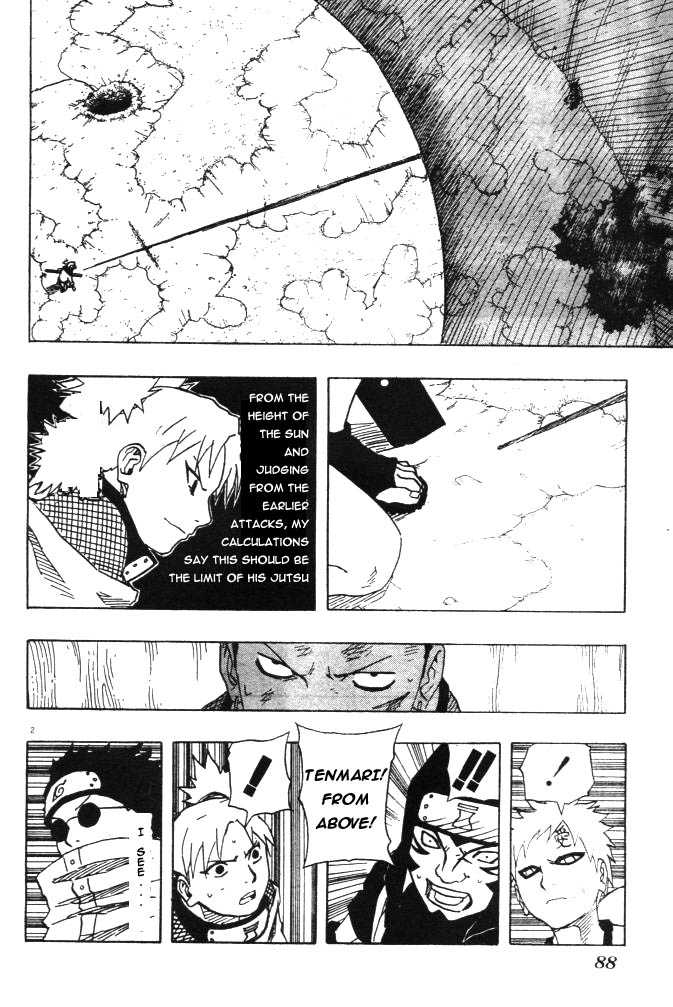 FROM THE
HEIGHT OF
THE SUN
AND
JUDGING
FROM THE
EARLIER
ATTACKS, MY
CALCULATIONS
SAY THIS SHOULD BE
THE LIMIT OF HIS JUTSU
2
!
!!
TENMARI!
FROM
ABOVE!
!
I
SEE..
88